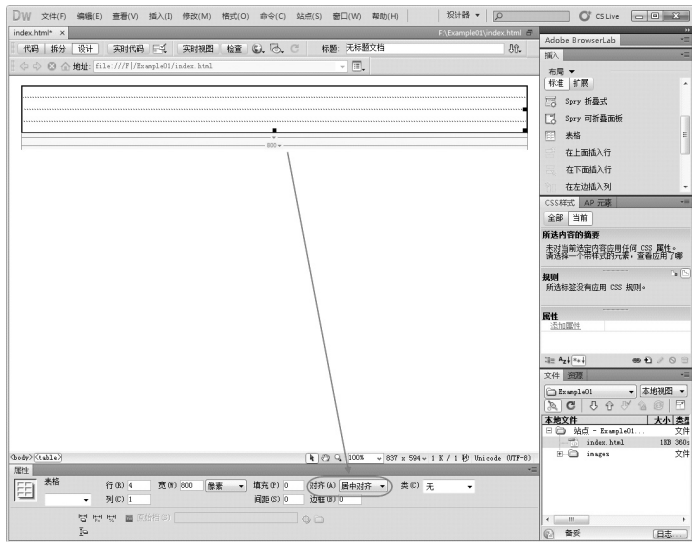 DW 文件(F) 编辑(E) 查看(V) 插入(I) 修改(M) 格式(O) 命令(C) 站点(S) 窗口(W) 帮助(H) 设计器 CS Live
index.html* × F:\Example01\index.html
代码 拆分 设计 实时代码 实时视图 检查 标题: 无标题文档
地址: file:///F|/Example01/index.html
800
<body> <table> 100% 837 x 594 1 K / 1 秒 Unicode (UTF-8)
属性
表格 行(R) 4 宽(W) 800 像素 填充(P) 0 对齐(A) 居中对齐 类(C) 无
列(C) 1 间距(S) 0 边框(B) 0
原始档
Adobe BrowserLab
插入
布局
标准 扩展
Spry 折叠式
Spry 可折叠面板
表格
在上面插入行
在下面插入行
在左边插入列
CSS样式 AP 元素
全部 当前
所选内容的摘要
未对当前选定内容应用任何 CSS 属性。
请选择一个带样式的元素，查看应用了哪
规则
所选标签没有应用 CSS 规则。
属性
添加属性
文件 资源
Example01 本地视图
本地文件 大小 类型
站点 - Example01... 文件
index.html 1KB 360s
images 文件
备妥 日志...